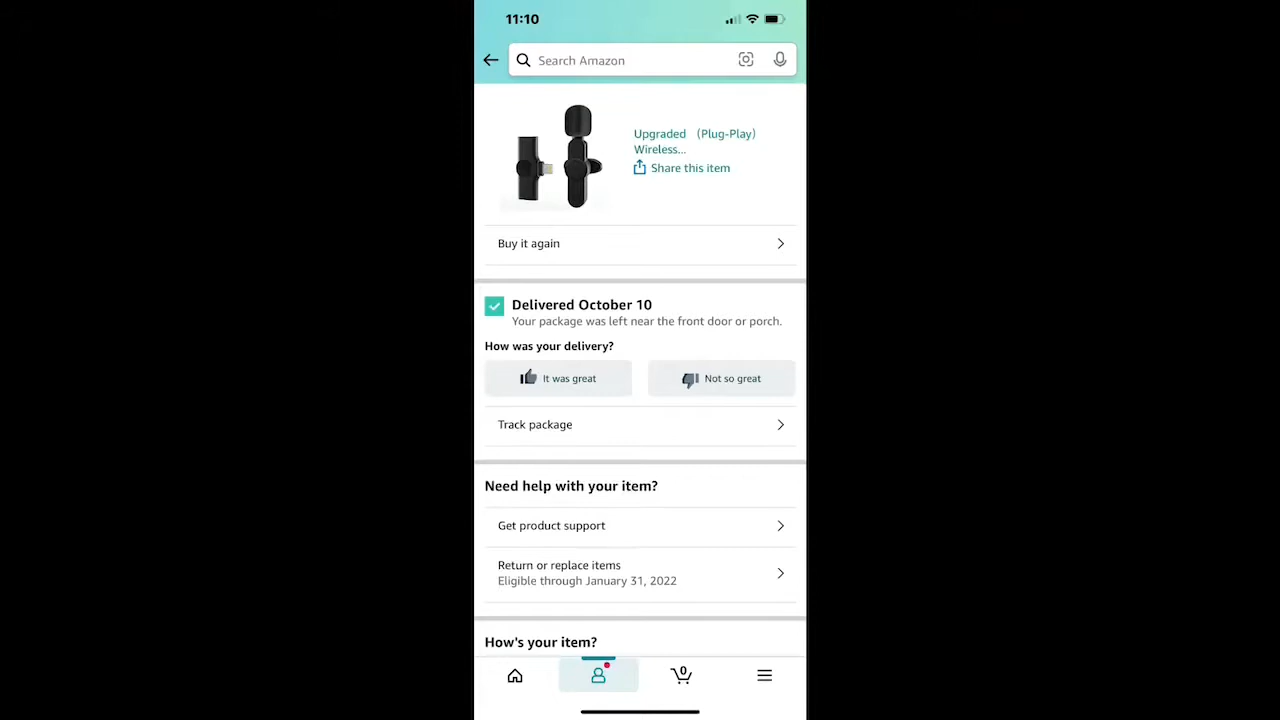 11:10
Search Amazon
Upgraded （Plug-Play)
Wireless...
Share this item
Buy it again
Delivered October 10
Your package was left near the front door or porch.
How was your delivery?
It was great
Not so great
Track package
Need help with your item?
Get product support
Return or replace items
Eligible through January 31, 2022
How's your item?
0